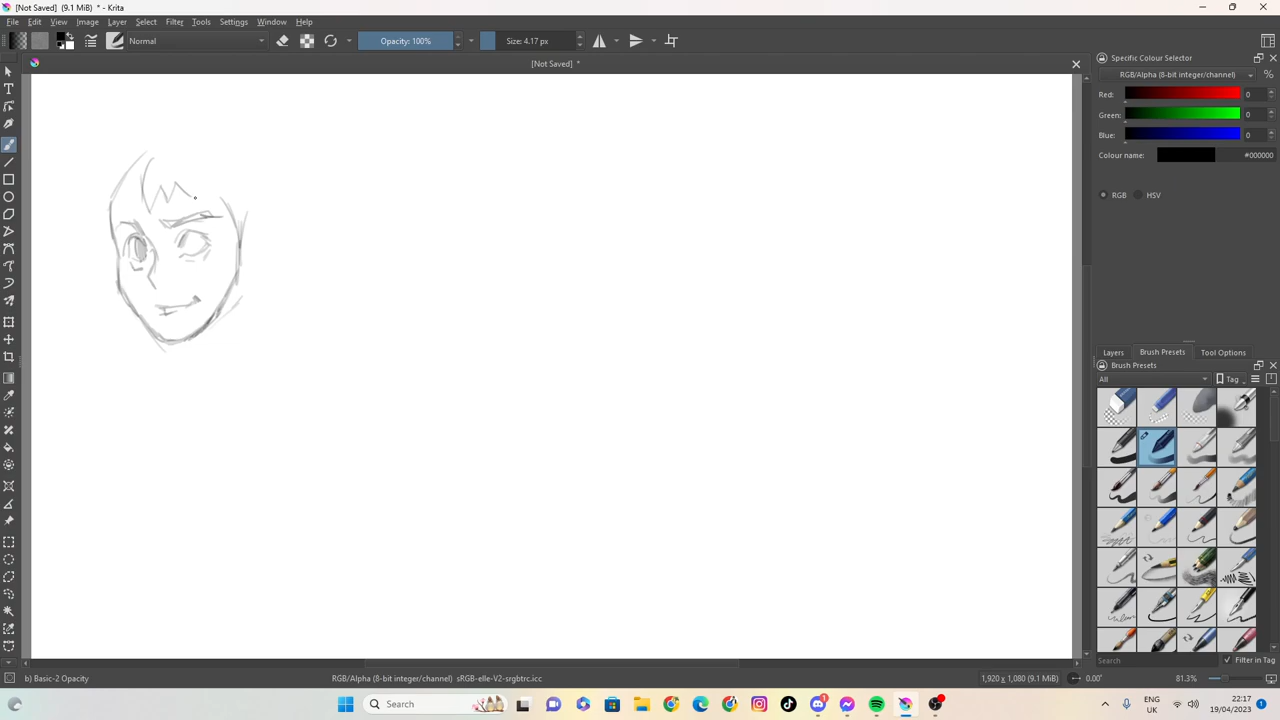 [Not Saved] (9.1 MiB) * - Krita
File Edit View Image Layer Select Filter Tools Settings Window Help
Normal Opacity: 100% Size: 4.17 px
[Not Saved] *
Specific Colour Selector
RGB/Alpha (8-bit integer/channel) %
Red: 0
Green: 0
Blue: 0
Colour name: #000000
RGB HSV
Layers Brush Presets Tool Options
Brush Presets
All Tag
Search Filter in Tag
b) Basic-2 Opacity RGB/Alpha (8-bit integer/channel) sRGB-elle-V2-srgbtrc.icc 1,920 x 1,080 (9.1 MiB) 0.00° 81.3%
Search 1 ENG UK 22:17 19/04/2023 1